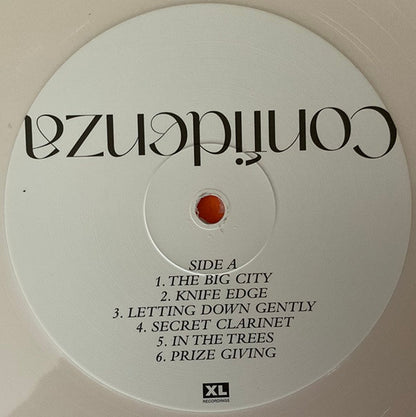 Confidenza
SIDE A
1. THE BIG CITY
2. KNIFE EDGE
3. LETTING DOWN GENTLY
4. SECRET CLARINET
5. IN THE TREES
6. PRIZE GIVING
XL
RECORDINGS